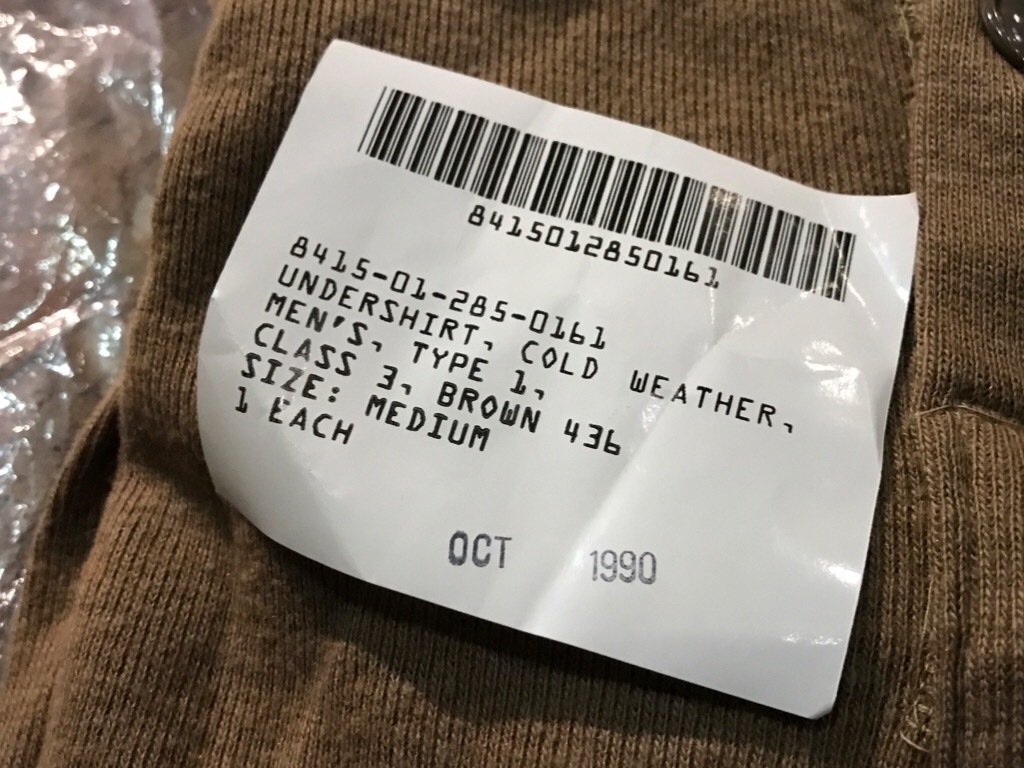 8415012850161
8415-01-285-0161
UNDERSHIRT, COLD WEATHER,
MEN'S, TYPE 1,
CLASS 3, BROWN 436
SIZE: MEDIUM
1 EACH
OCT 1990